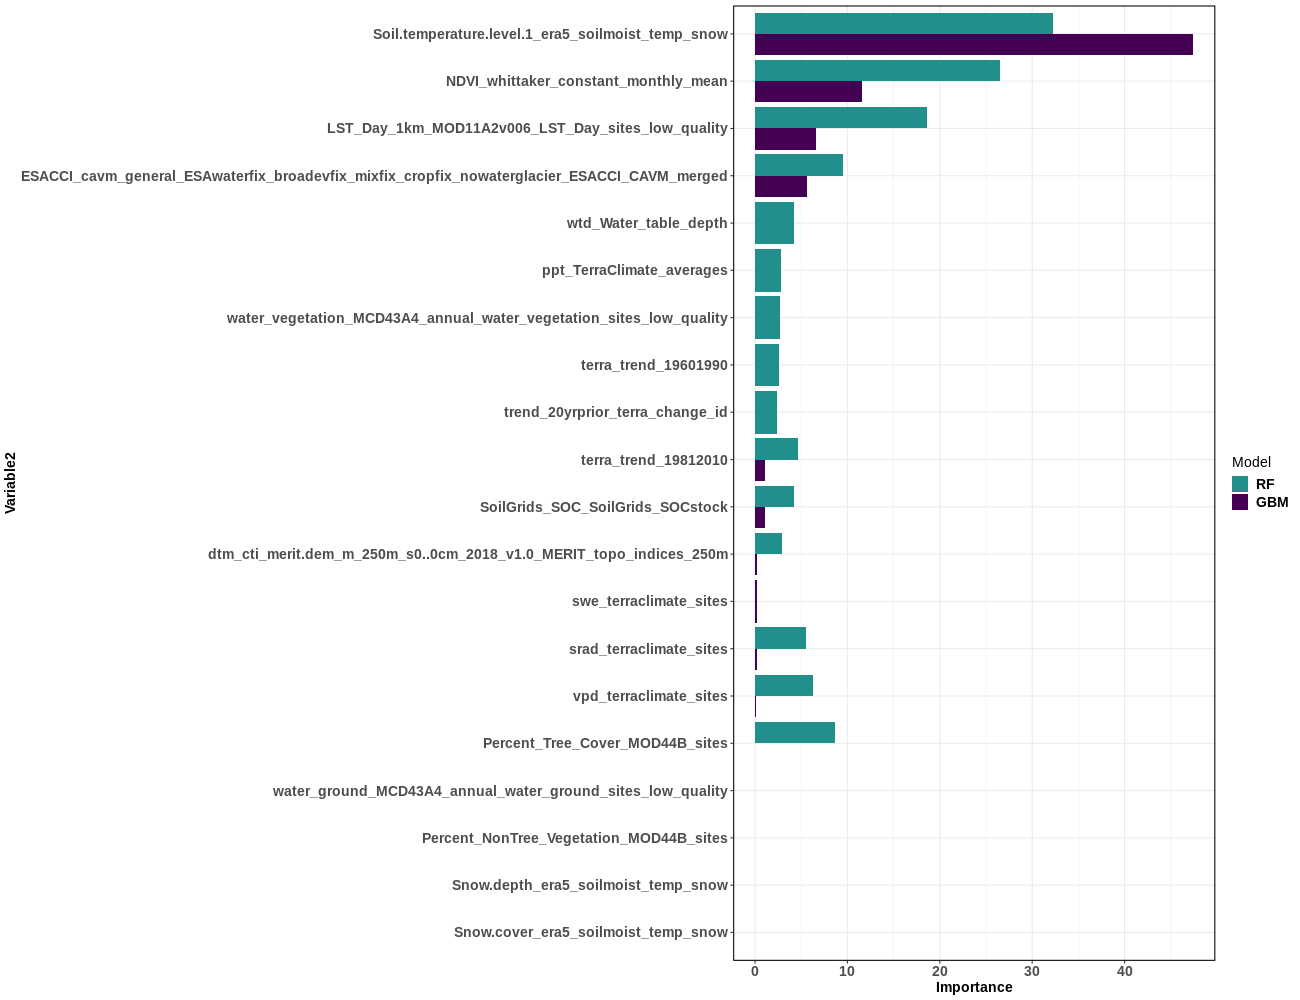 Soil.temperature.level.1_era5_soilmoist_temp_snow
NDVI_whittaker_constant_monthly_mean
LST_Day_1km_MOD11A2v006_LST_Day_sites_low_quality
ESACCI_cavm_general_ESAwaterfix_broadevfix_mixfix_cropfix_nowaterglacier_ESACCI_CAVM_merged
wtd_Water_table_depth
ppt_TerraClimate_averages
water_vegetation_MCD43A4_annual_water_vegetation_sites_low_quality
terra_trend_19601990
trend_20yrprior_terra_change_id
terra_trend_19812010
SoilGrids_SOC_SoilGrids_SOCstock
dtm_cti_merit.dem_m_250m_s0..0cm_2018_v1.0_MERIT_topo_indices_250m
swe_terraclimate_sites
srad_terraclimate_sites
vpd_terraclimate_sites
Percent_Tree_Cover_MOD44B_sites
water_ground_MCD43A4_annual_water_ground_sites_low_quality
Percent_NonTree_Vegetation_MOD44B_sites
Snow.depth_era5_soilmoist_temp_snow
Snow.cover_era5_soilmoist_temp_snow
Variable2
0 10 20 30 40
Importance
Model
RF
GBM